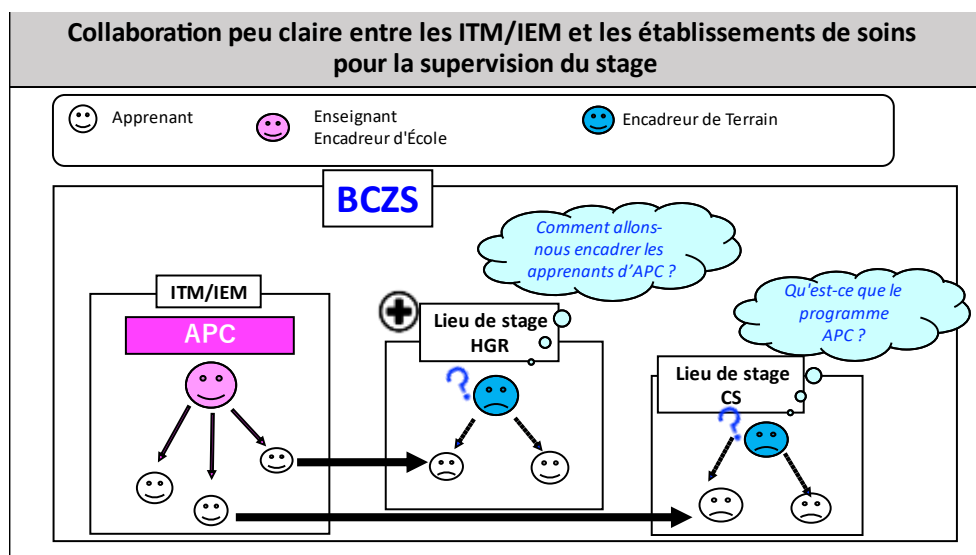 Collaboration peu claire entre les ITM/IEM et les établissements de soins
pour la supervision du stage
Apprenant
Enseignant
Encadreur d'École
Encadreur de Terrain
BCZS
Comment allons-
nous encadrer les
apprenants d’APC ?
Qu'est-ce que le
programme
APC ?
ITM/IEM
APC
Lieu de stage
HGR
?
Lieu de stage
CS
?